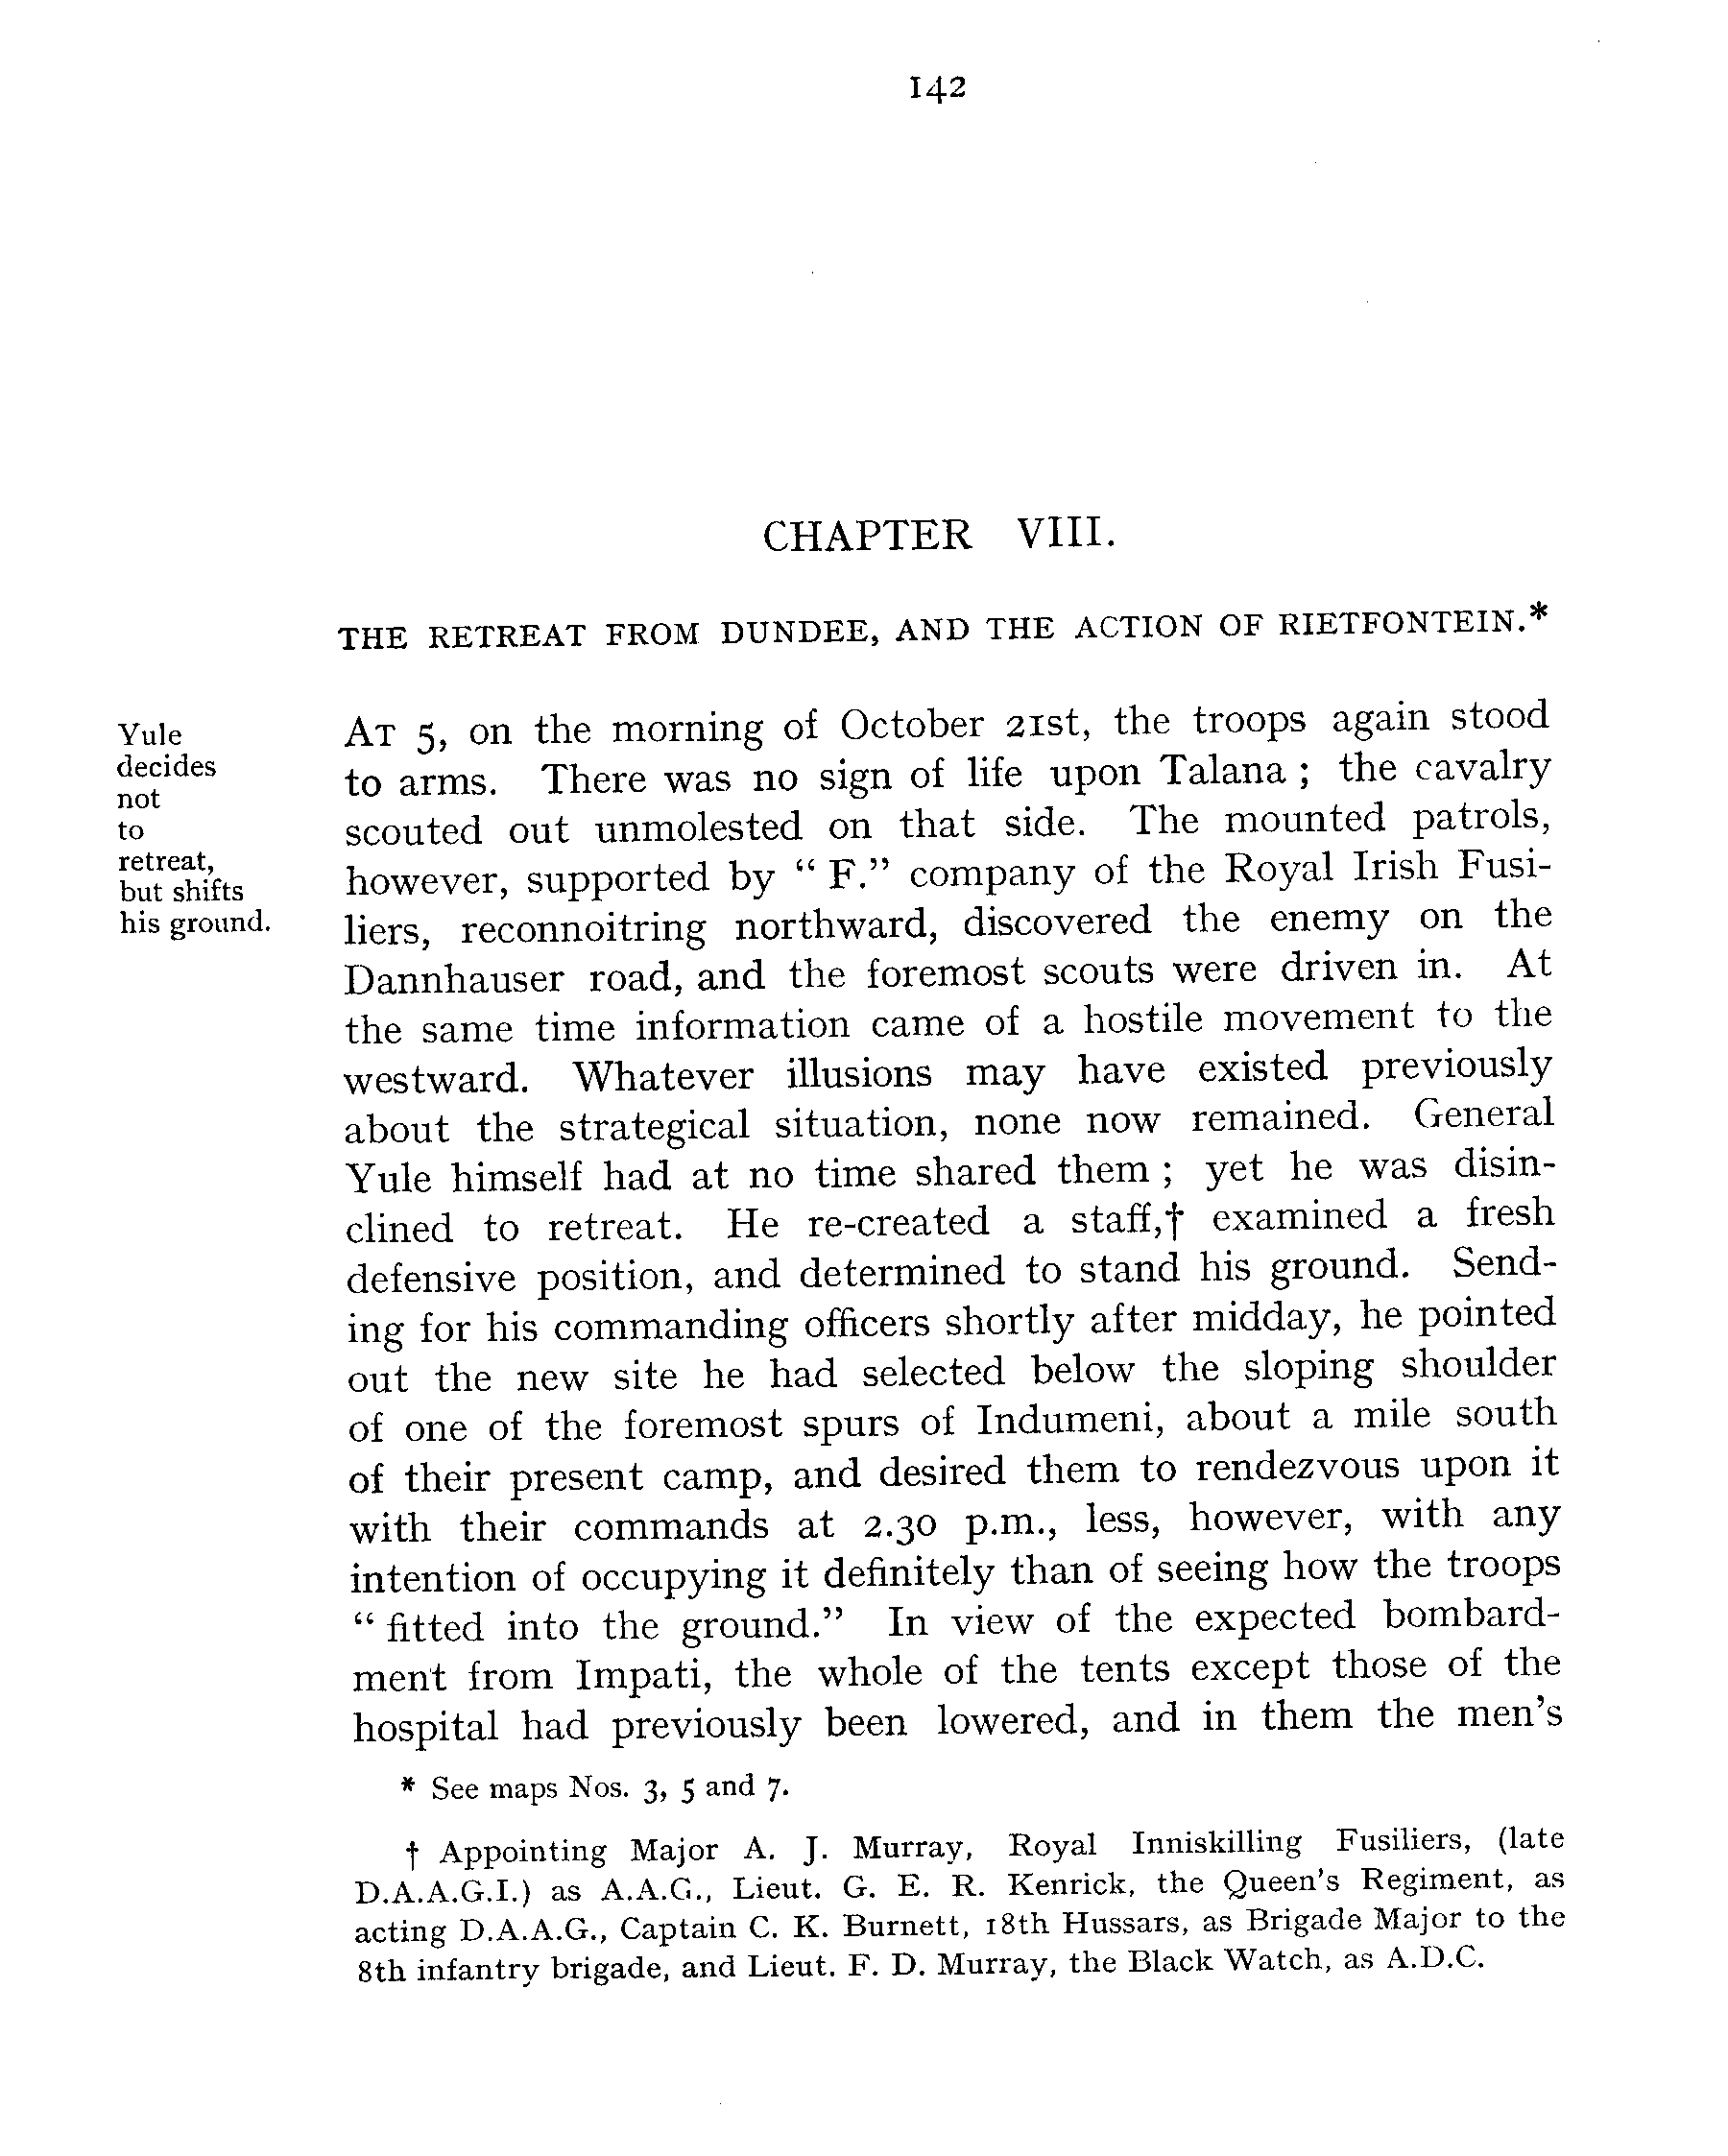 142
CHAPTER VIII.
THE RETREAT FROM DUNDEE, AND THE ACTION OF RIETFONTEIN.*
Yule
decides
not
to
retreat,
but shifts
his ground.
AT 5, on the morning of October 21st, the troops again stood
to arms. There was no sign of life upon Talana ; the cavalry
scouted out unmolested on that side. The mounted patrols,
however, supported by " F." company of the Royal Irish Fusi-
liers, reconnoitring northward, discovered the enemy on the
Dannhauser road, and the foremost scouts were driven in. At
the same time information came of a hostile movement to the
westward. Whatever illusions may have existed previously
about the strategical situation, none now remained. General
Yule himself had at no time shared them ; yet he was disin-
clined to retreat. He re-created a staff,† examined a fresh
defensive position, and determined to stand his ground. Send-
ing for his commanding officers shortly after midday, he pointed
out the new site he had selected below the sloping shoulder
of one of the foremost spurs of Indumeni, about a mile south
of their present camp, and desired them to rendezvous upon it
with their commands at 2.30 p.m., less, however, with any
intention of occupying it definitely than of seeing how the troops
" fitted into the ground." In view of the expected bombard-
ment from Impati, the whole of the tents except those of the
hospital had previously been lowered, and in them the men's
* See maps Nos. 3, 5 and 7.
† Appointing Major A. J. Murray, Royal Inniskilling Fusiliers, (late
D.A.A.G.I.) as A.A.G., Lieut. G. E. R. Kenrick, the Queen's Regiment, as
acting D.A.A.G., Captain C. K. Burnett, 18th Hussars, as Brigade Major to the
8th infantry brigade, and Lieut. F. D. Murray, the Black Watch, as A.D.C.